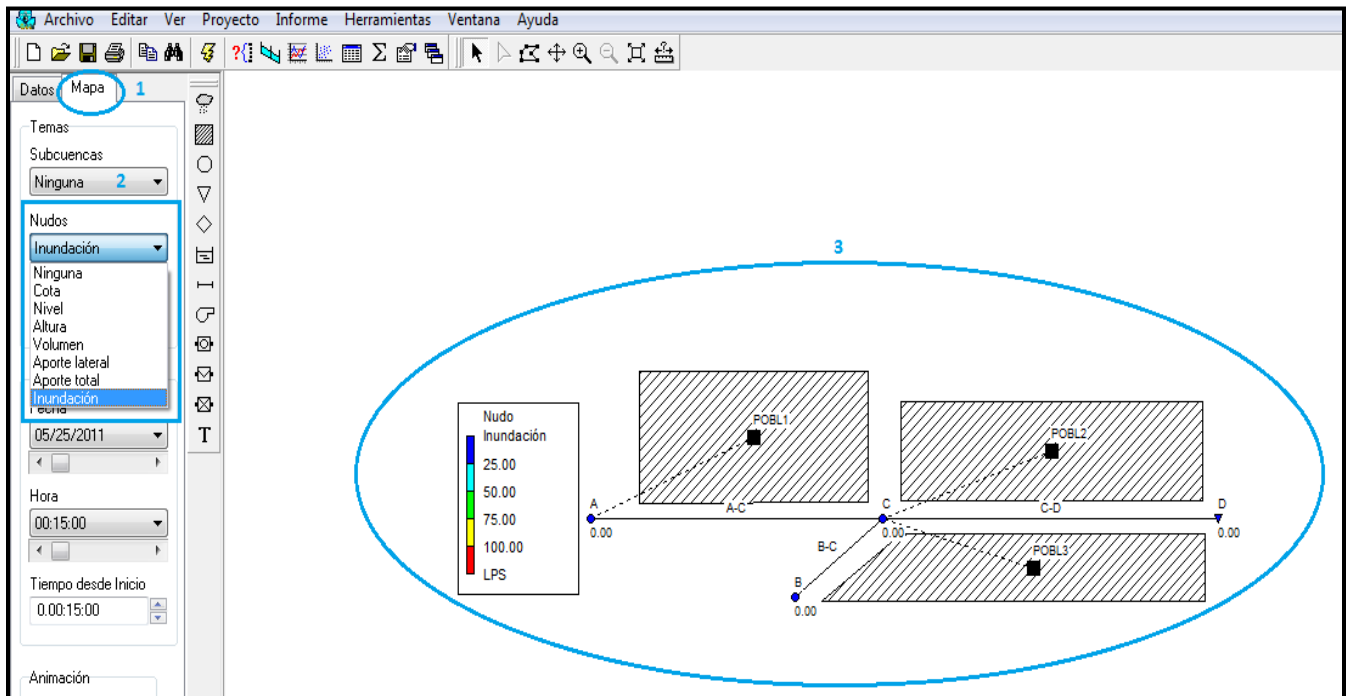 Archivo Editar Ver Proyecto Informe Herramientas Ventana Ayuda
Datos Mapa 1
Temas
Subcuencas
Ninguna 2
Nudos
Inundación
Ninguna
Cota
Nivel
Altura
Volumen
Aporte lateral
Aporte total
Inundación
Fecha
05/25/2011
Hora
00:15:00
Tiempo desde Inicio
0.00:15:00
Animación
T
3
Nudo
Inundación
25.00
50.00
75.00
100.00
LPS
POBL1
POBL2
A
A-C
C
C-D
D
0.00
0.00
0.00
B-C
POBL3
B
0.00